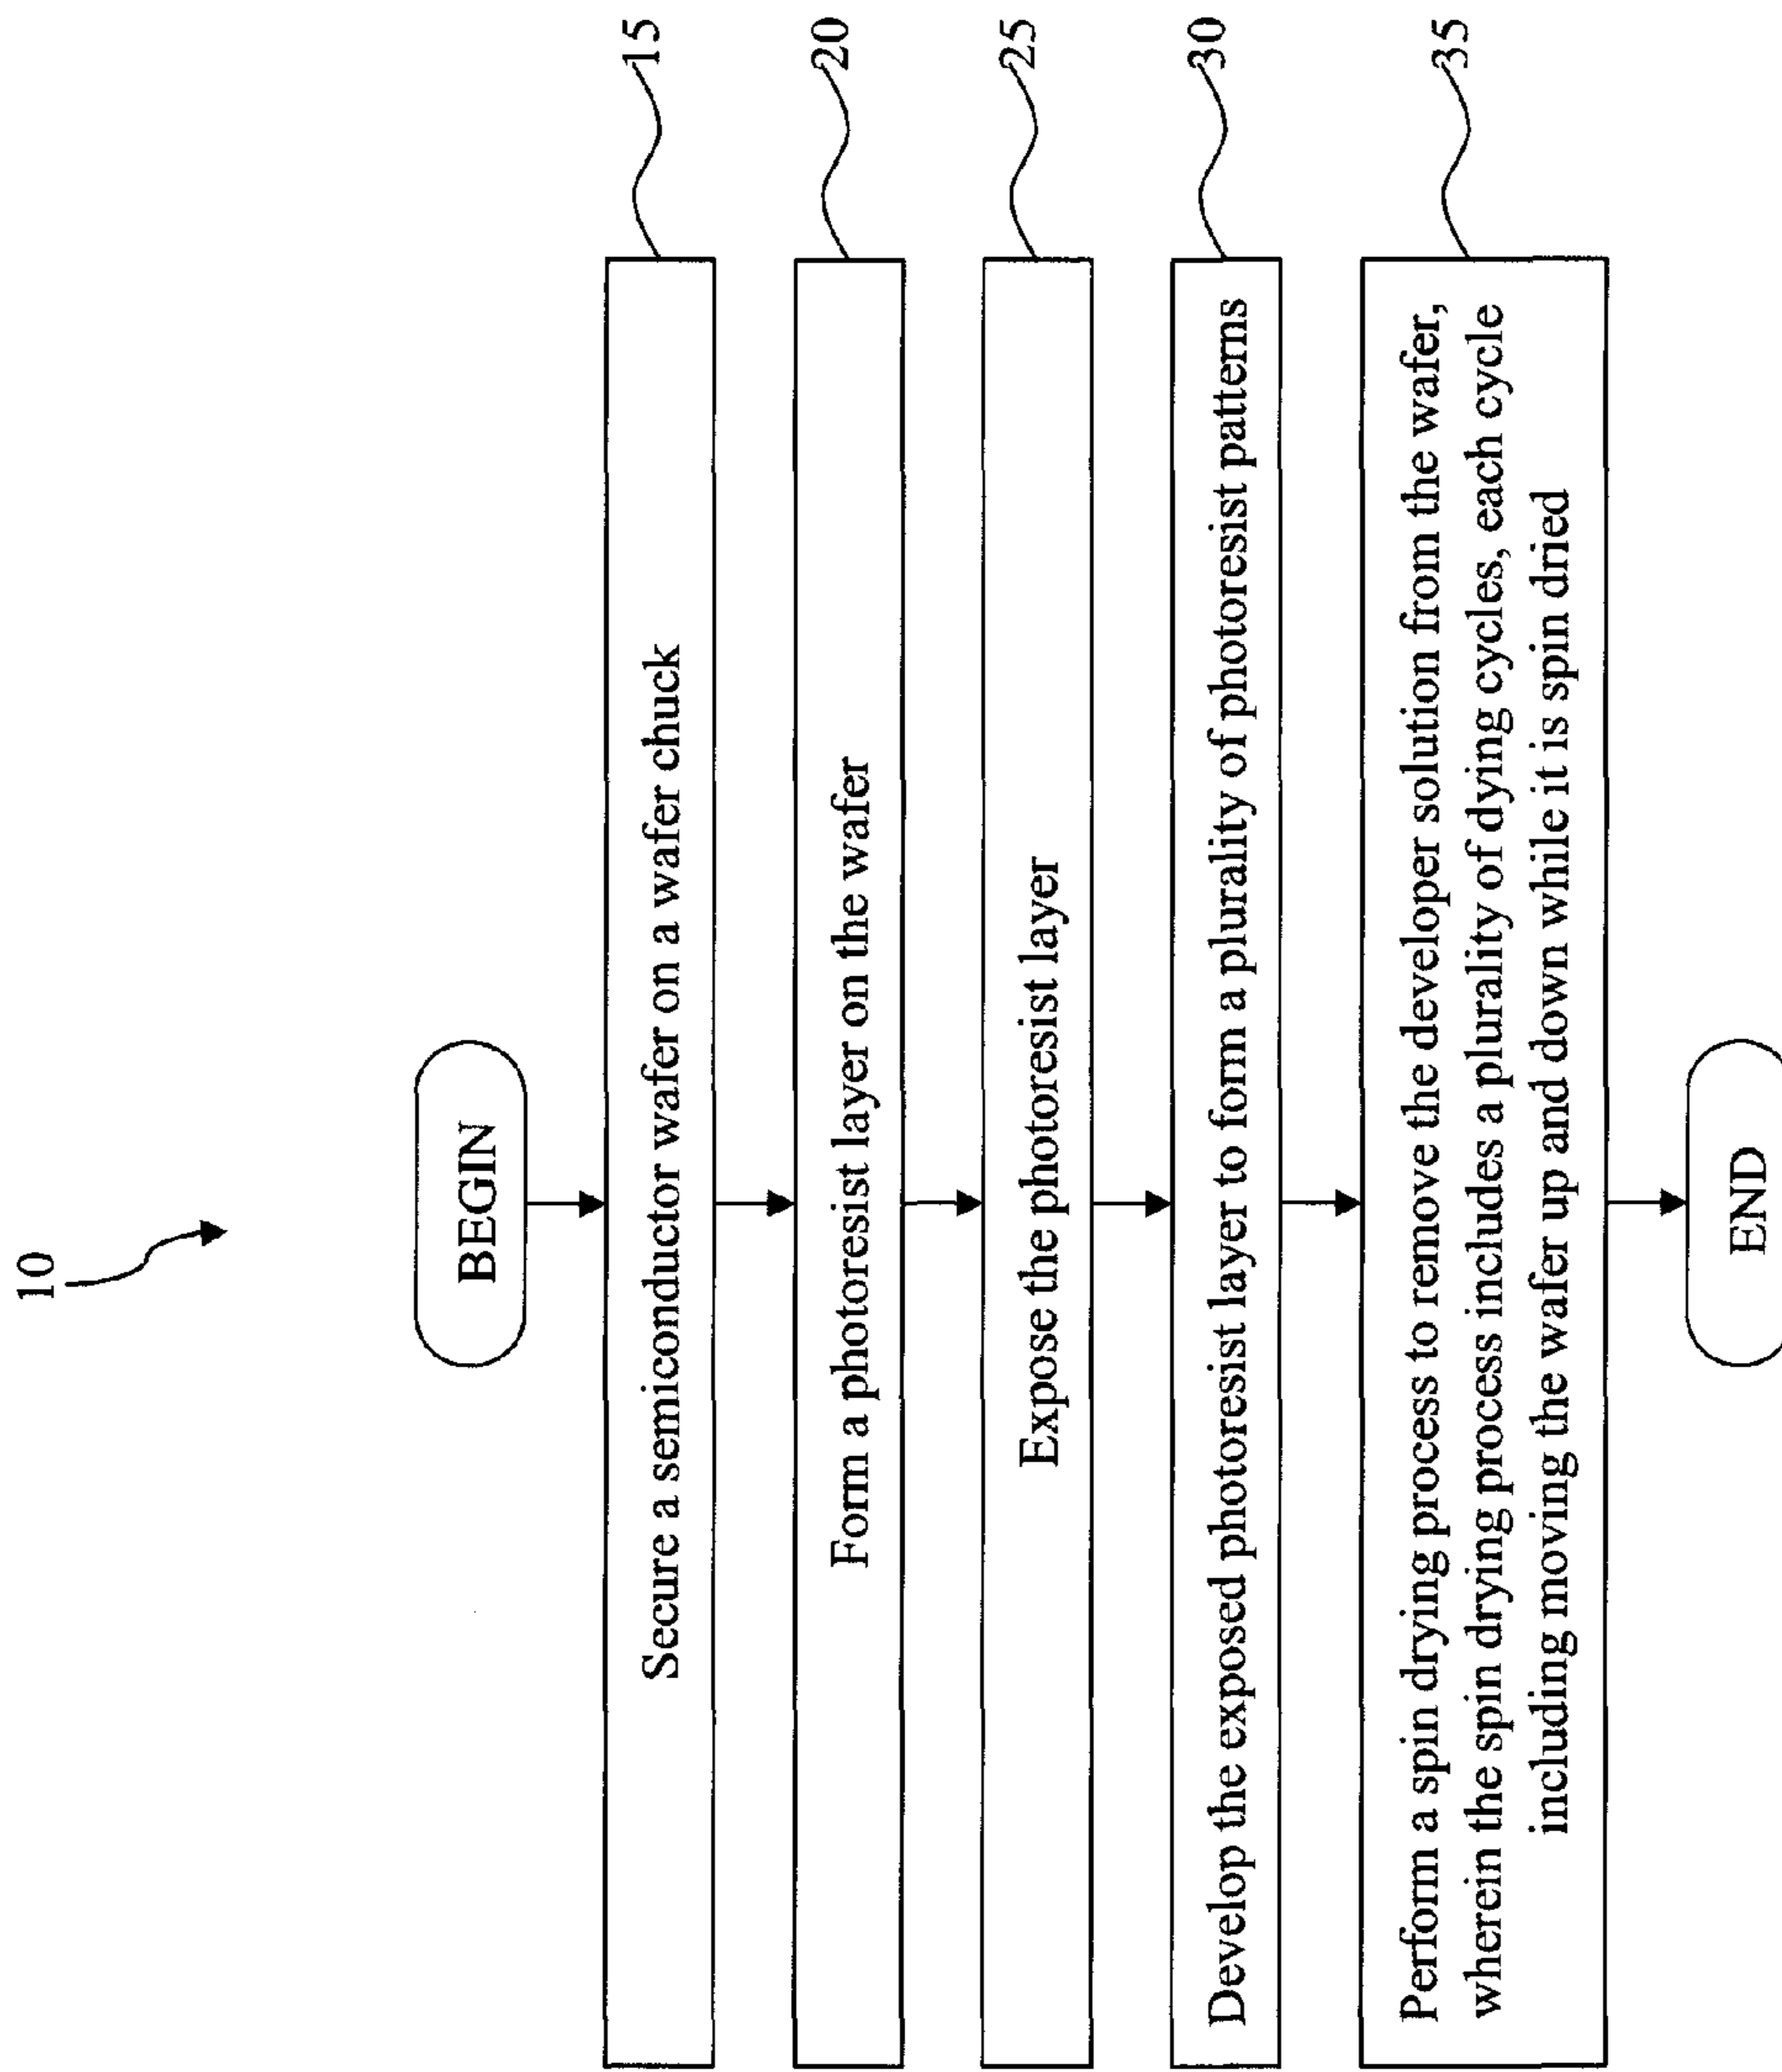 10
BEGIN
Secure a semiconductor wafer on a wafer chuck
15
Form a photoresist layer on the wafer
20
Expose the photoresist layer
25
Develop the exposed photoresist layer to form a plurality of photoresist patterns
30
Perform a spin drying process to remove the developer solution from the wafer,
wherein the spin drying process includes a plurality of dying cycles, each cycle
including moving the wafer up and down while it is spin dried
35
END